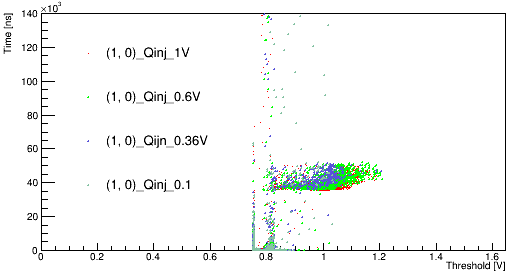 ×10³
Time [ns]
140
120
100
80
60
40
20
0
(1, 0)_Qinj_1V
(1, 0)_Qinj_0.6V
(1, 0)_Qijn_0.36V
(1, 0)_Qinj_0.1
0 0.2 0.4 0.6 0.8 1 1.2 1.4 1.6
Threshold [V]